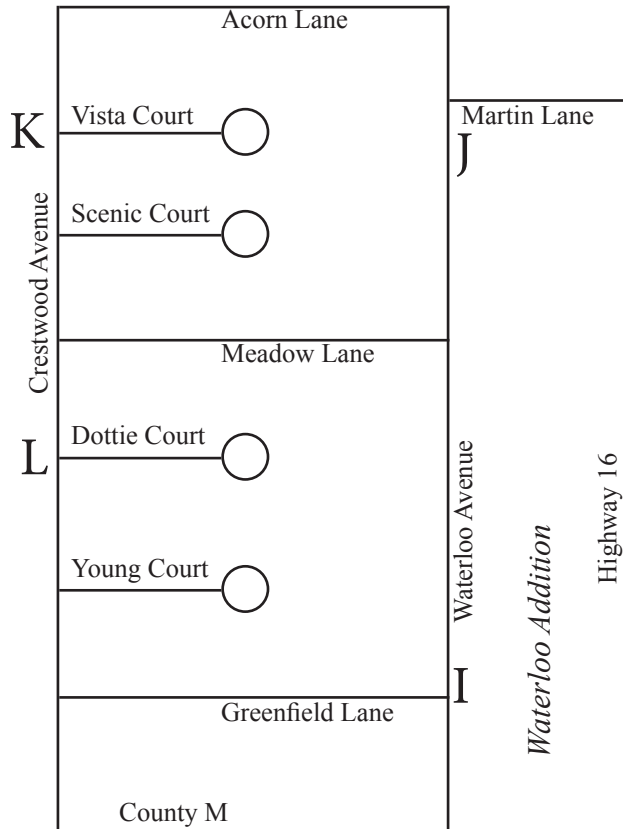 Acorn Lane
K
Vista Court
Martin Lane
J
Scenic Court
Crestwood Avenue
Meadow Lane
Dottie Court
L
Waterloo Avenue
Highway 16
Waterloo Addition
Young Court
I
Greenfield Lane
County M